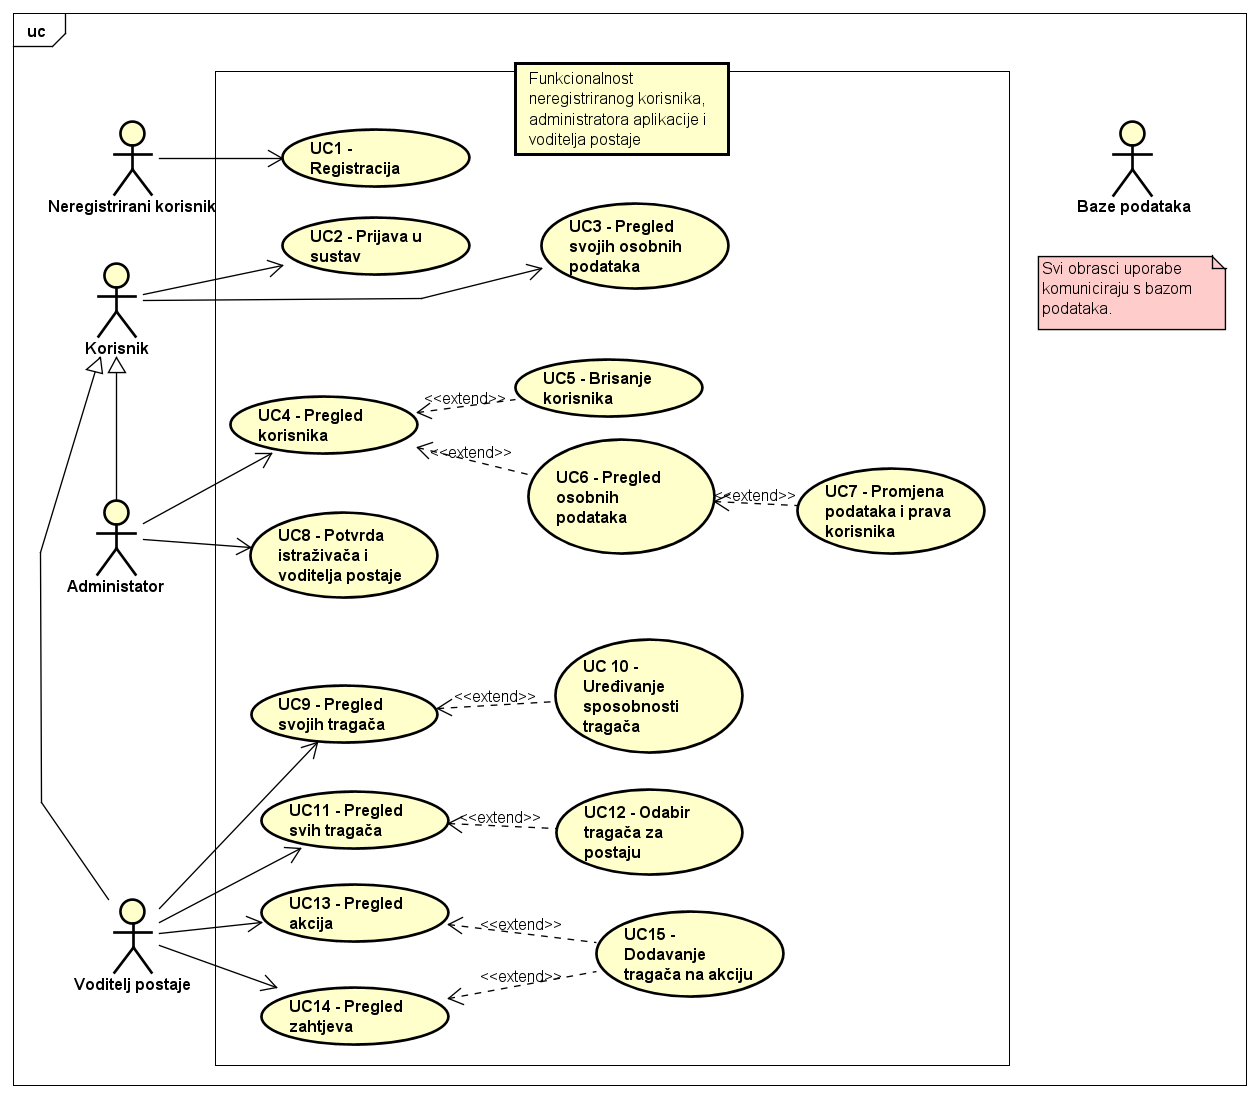 uc
Funkcionalnost
neregistriranog korisnika,
administratora aplikacije i
voditelja postaje
Neregistrirani korisnik
UC1 -
Registracija
Baze podataka
UC2 - Prijava u
sustav
UC3 - Pregled
svojih osobnih
podataka
Svi obrasci uporabe
komuniciraju s bazom
podataka.
Korisnik
UC4 - Pregled
korisnika
<<extend>>
UC5 - Brisanje
korisnika
<<extend>>
UC6 - Pregled
osobnih
podataka
<<extend>>
UC7 - Promjena
podataka i prava
korisnika
Administator
UC8 - Potvrda
istraživača i
voditelja postaje
UC9 - Pregled
svojih tragača
<<extend>>
UC 10 -
Uređivanje
sposobnosti
tragača
UC11 - Pregled
svih tragača
<<extend>>
UC12 - Odabir
tragača za
postaju
UC13 - Pregled
akcija
<<extend>>
UC15 -
Dodavanje
tragača na akciju
Voditelj postaje
<<extend>>
UC14 - Pregled
zahtjeva